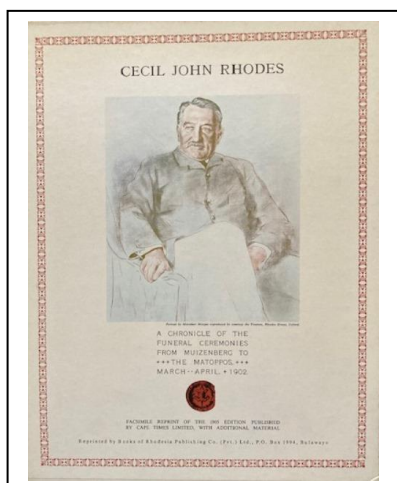 CECIL JOHN RHODES
A CHRONICLE OF THE
FUNERAL CEREMONIES
FROM MUIZENBERG TO
•••THE MATOPPOS,•••
MARCH--APRIL, • 1902
FACSIMILE REPRINT OF THE 1905 EDITION PUBLISHED
BY CAPE TIMES LIMITED, WITH ADDITIONAL MATERIAL
Reprinted by Books of Rhodesia Publishing Co. (Pvt.) Ltd., P.O. Box 1994, Bulawayo